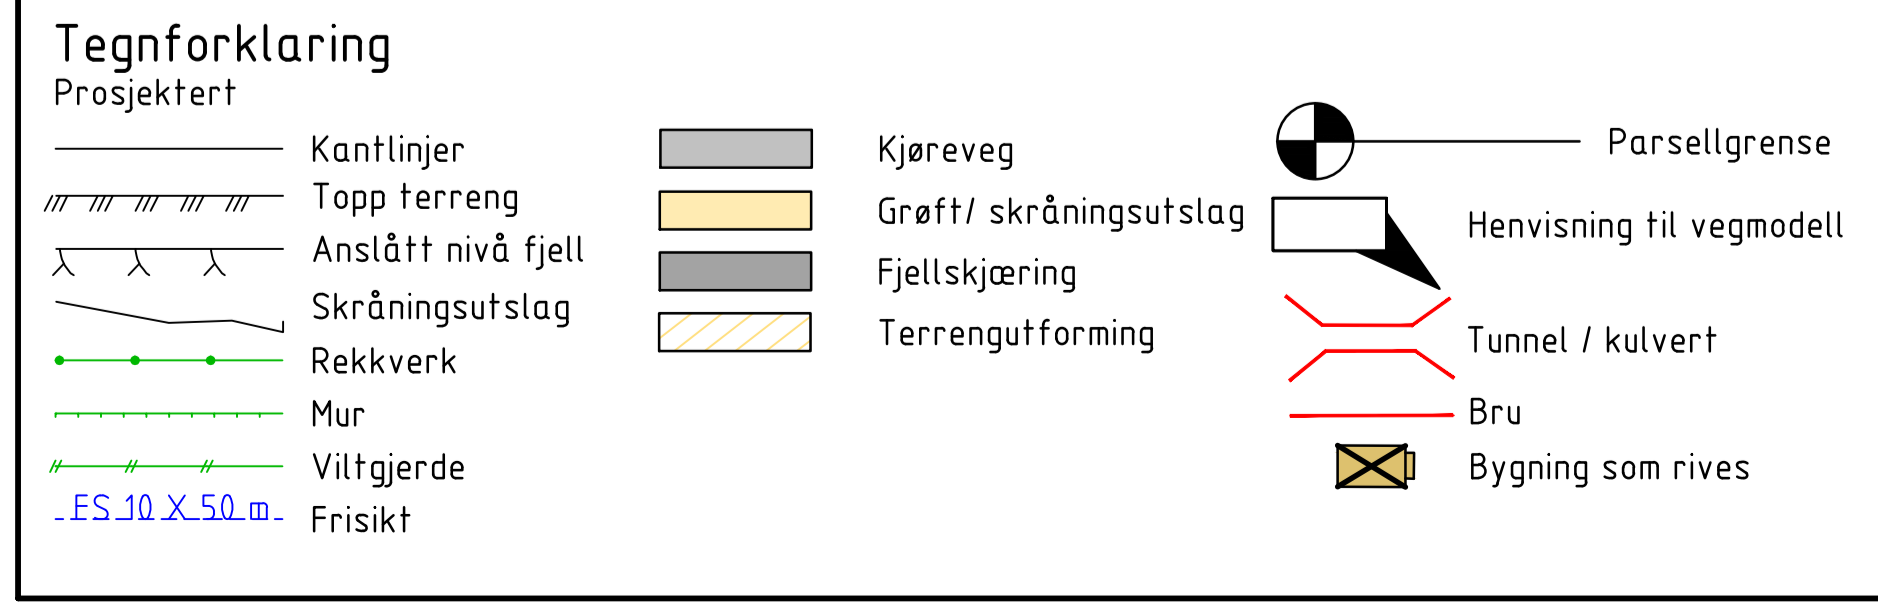 Tegnforklaring
Prosjektert
Kantlinjer
Topp terreng
Anslått nivå fjell
Skråningsutslag
Rekkverk
Mur
Viltgjerde
FS 10 X 50 m
Frisikt
Kjøreveg
Grøft/ skråningsutslag
Fjellskjæring
Terrengutforming
Parsellgrense
Henvisning til vegmodell
Tunnel / kulvert
Bru
Bygning som rives